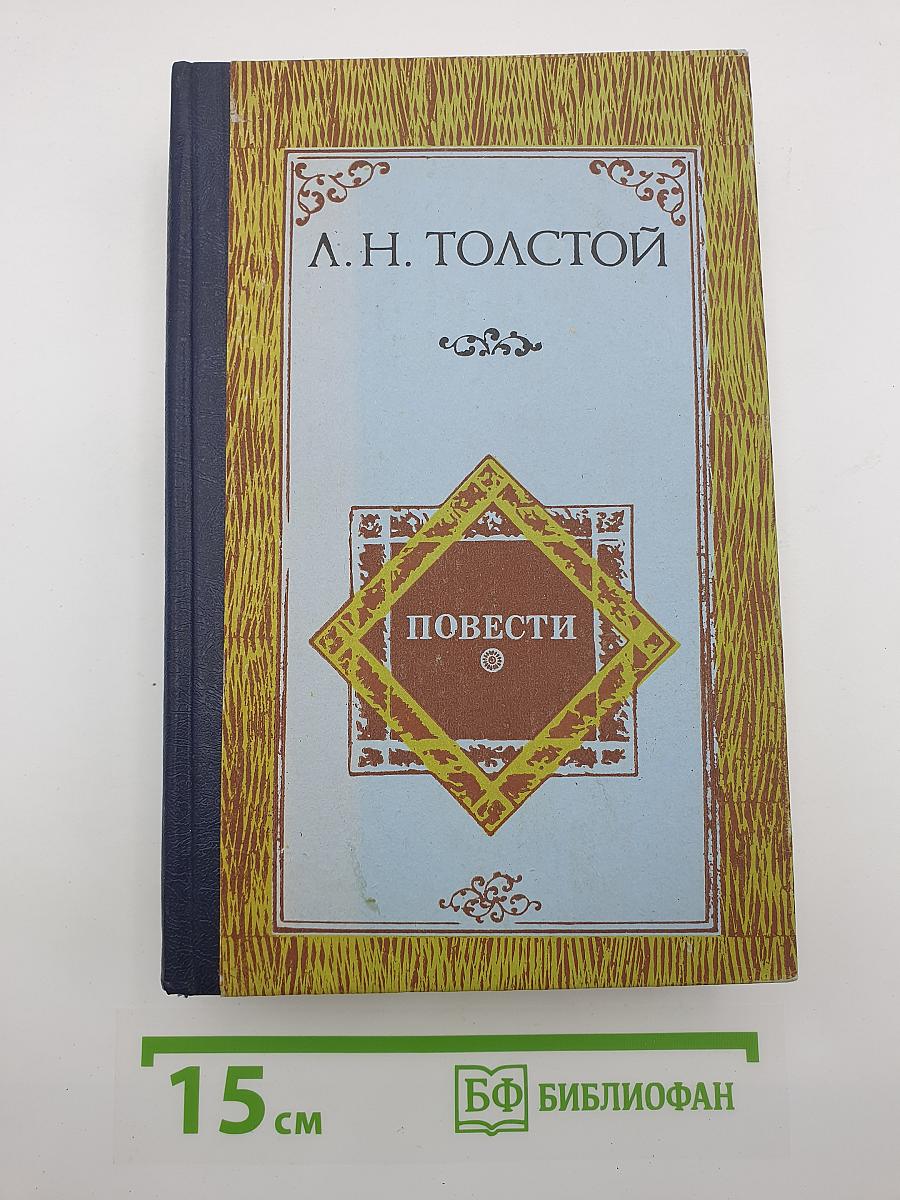 Л. Н. ТОЛСТОЙ
ПОВЕСТИ
15 см
БФ БИБЛИОФАН